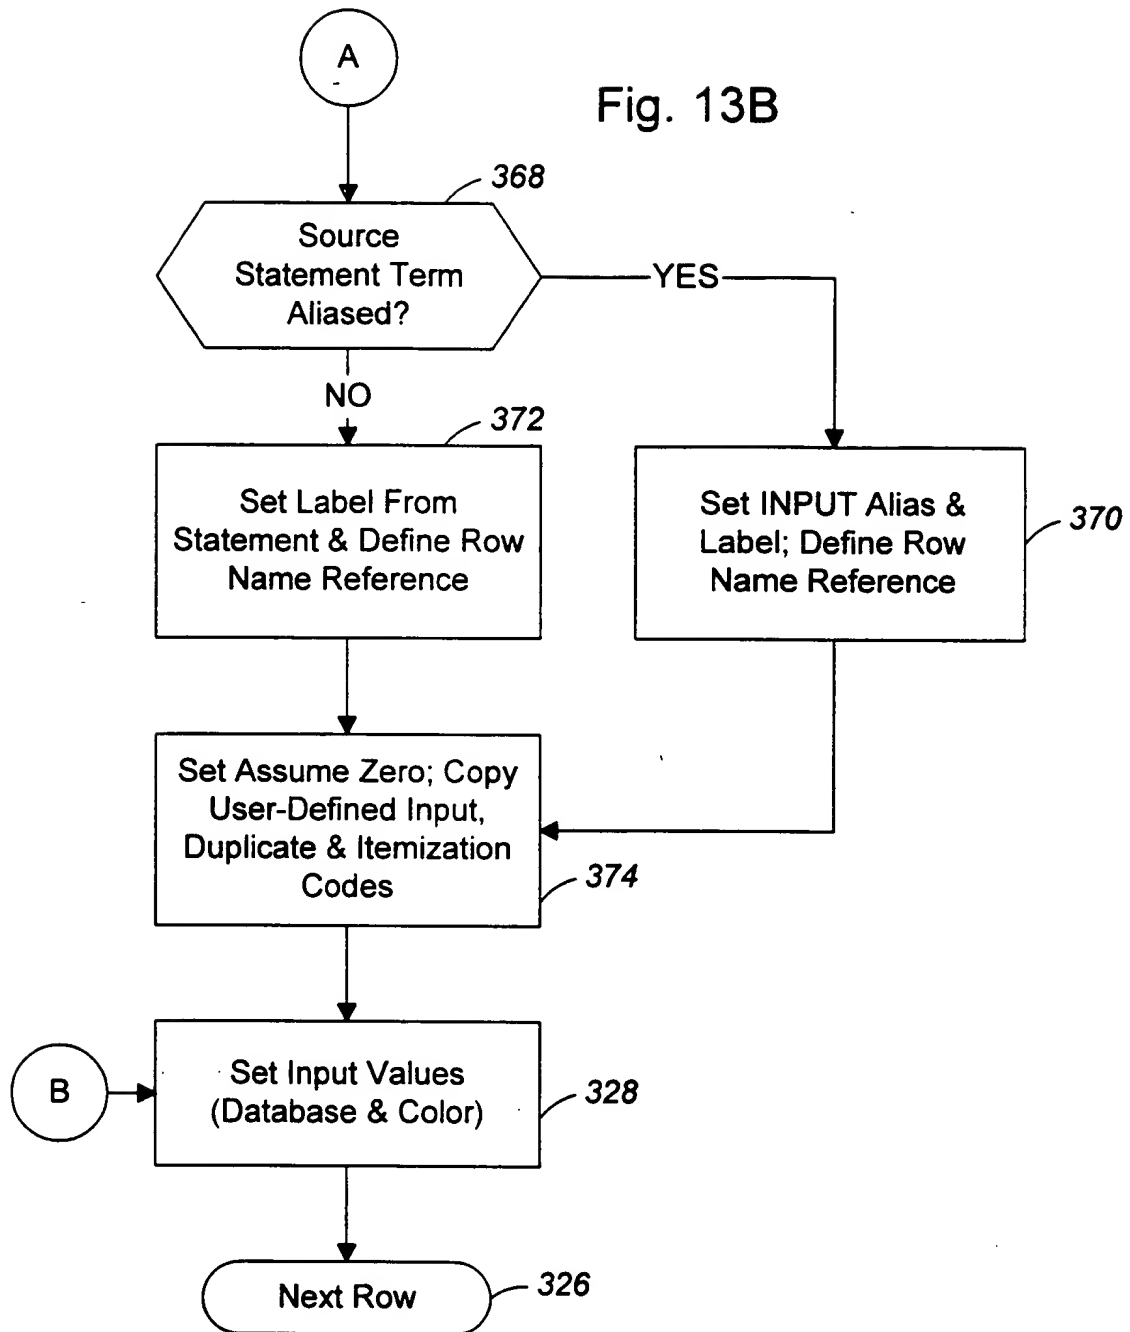 A
Fig. 13B
368
Source
Statement Term
Aliased?
YES
NO
372
Set Label From
Statement & Define Row
Name Reference
Set INPUT Alias &
Label; Define Row
Name Reference
370
Set Assume Zero; Copy
User-Defined Input,
Duplicate & Itemization
Codes
374
B
Set Input Values
(Database & Color)
328
Next Row
326